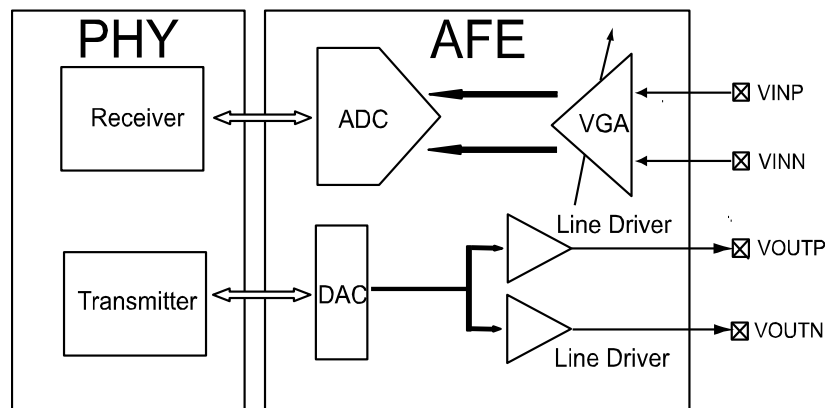 PHY
AFE
Receiver
ADC
VGA
VINP
VINN
Line Driver
VOUTP
Transmitter
DAC
VOUTN
Line Driver